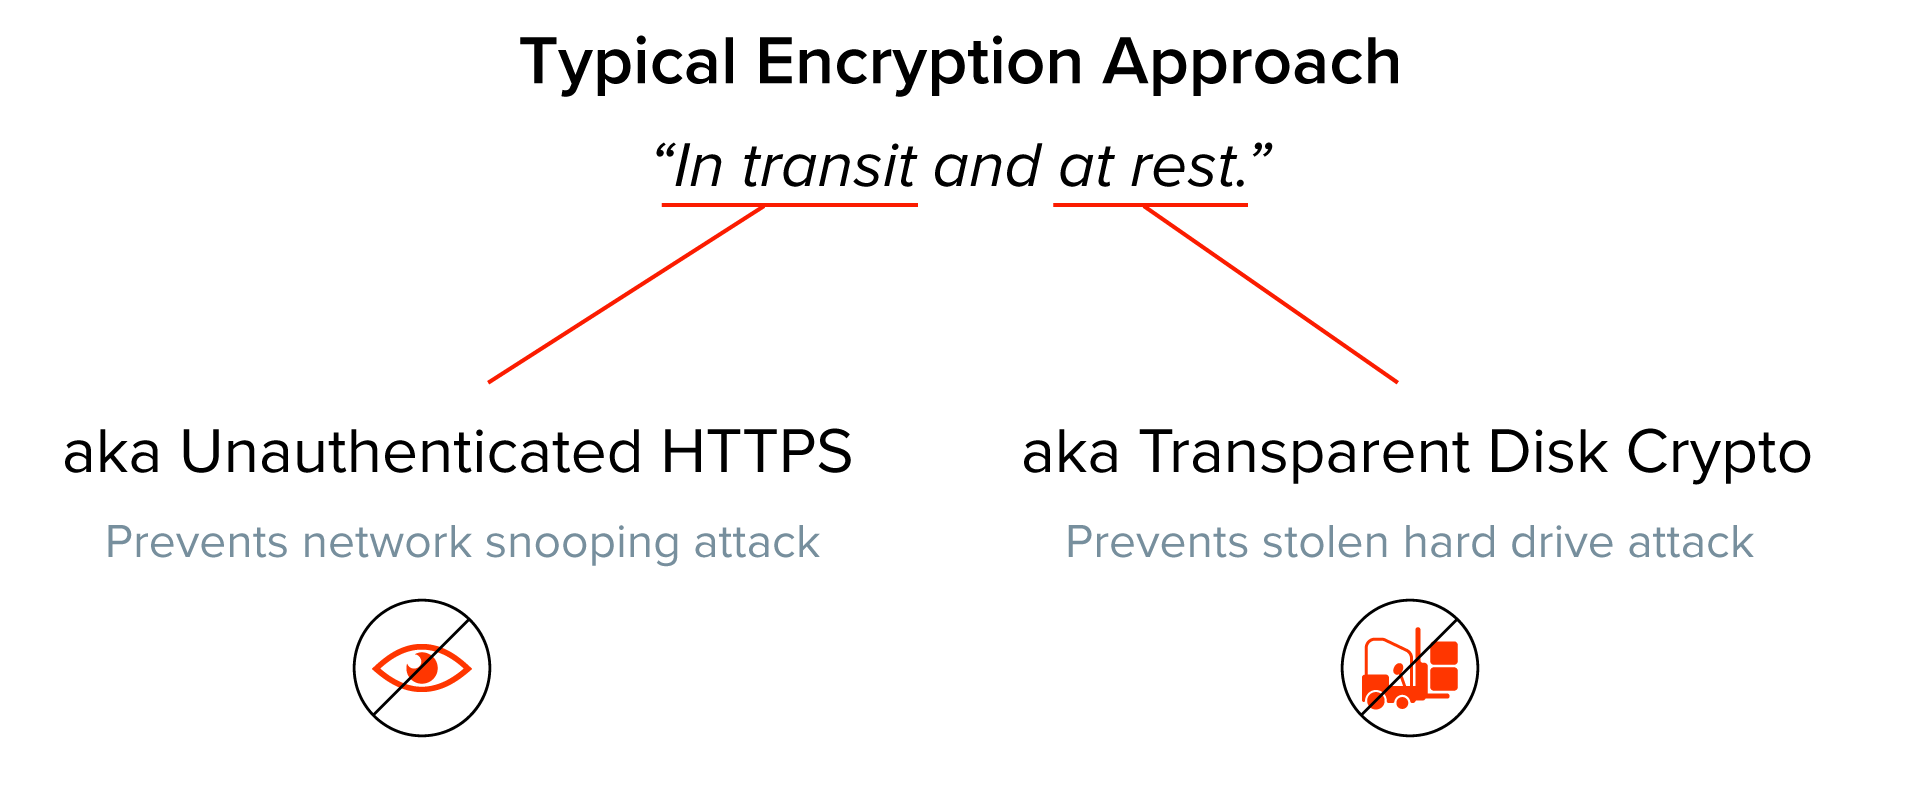 Typical Encryption Approach
“In transit and at rest.”
aka Unauthenticated HTTPS
Prevents network snooping attack
aka Transparent Disk Crypto
Prevents stolen hard drive attack